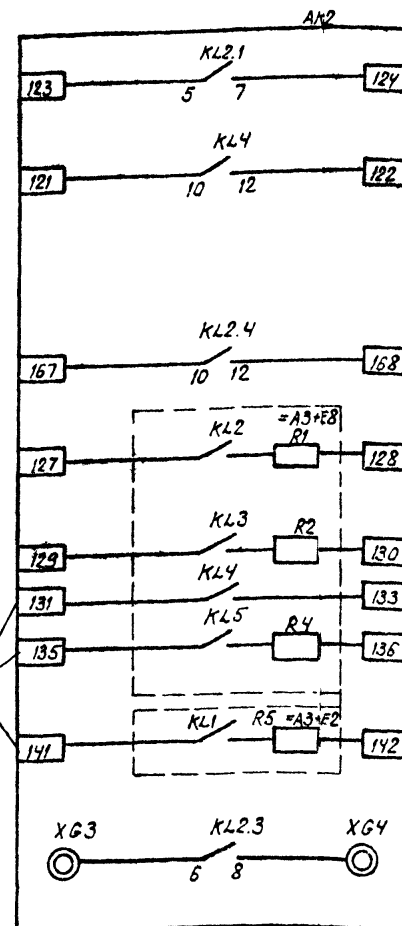 AK2
KL2.1
123 5 7 124
KL4
121 10 12 122
KL2.4
167 10 12 168
=A3+E8
KL2 R1
127 128
KL3 R2
129 130
KL4
131 133
KL5 R4
135 136
KL1 R5 =A3+E2
141 142
XG3 KL2.3 XG4
6 8